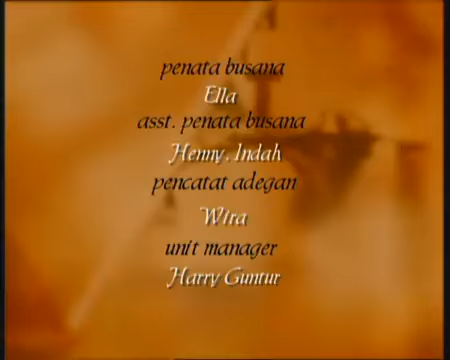 penata busana
Ella
asst. penata busana
Henny. Indah
pencatat adegan
Wira
unit manager
Harry Guntur